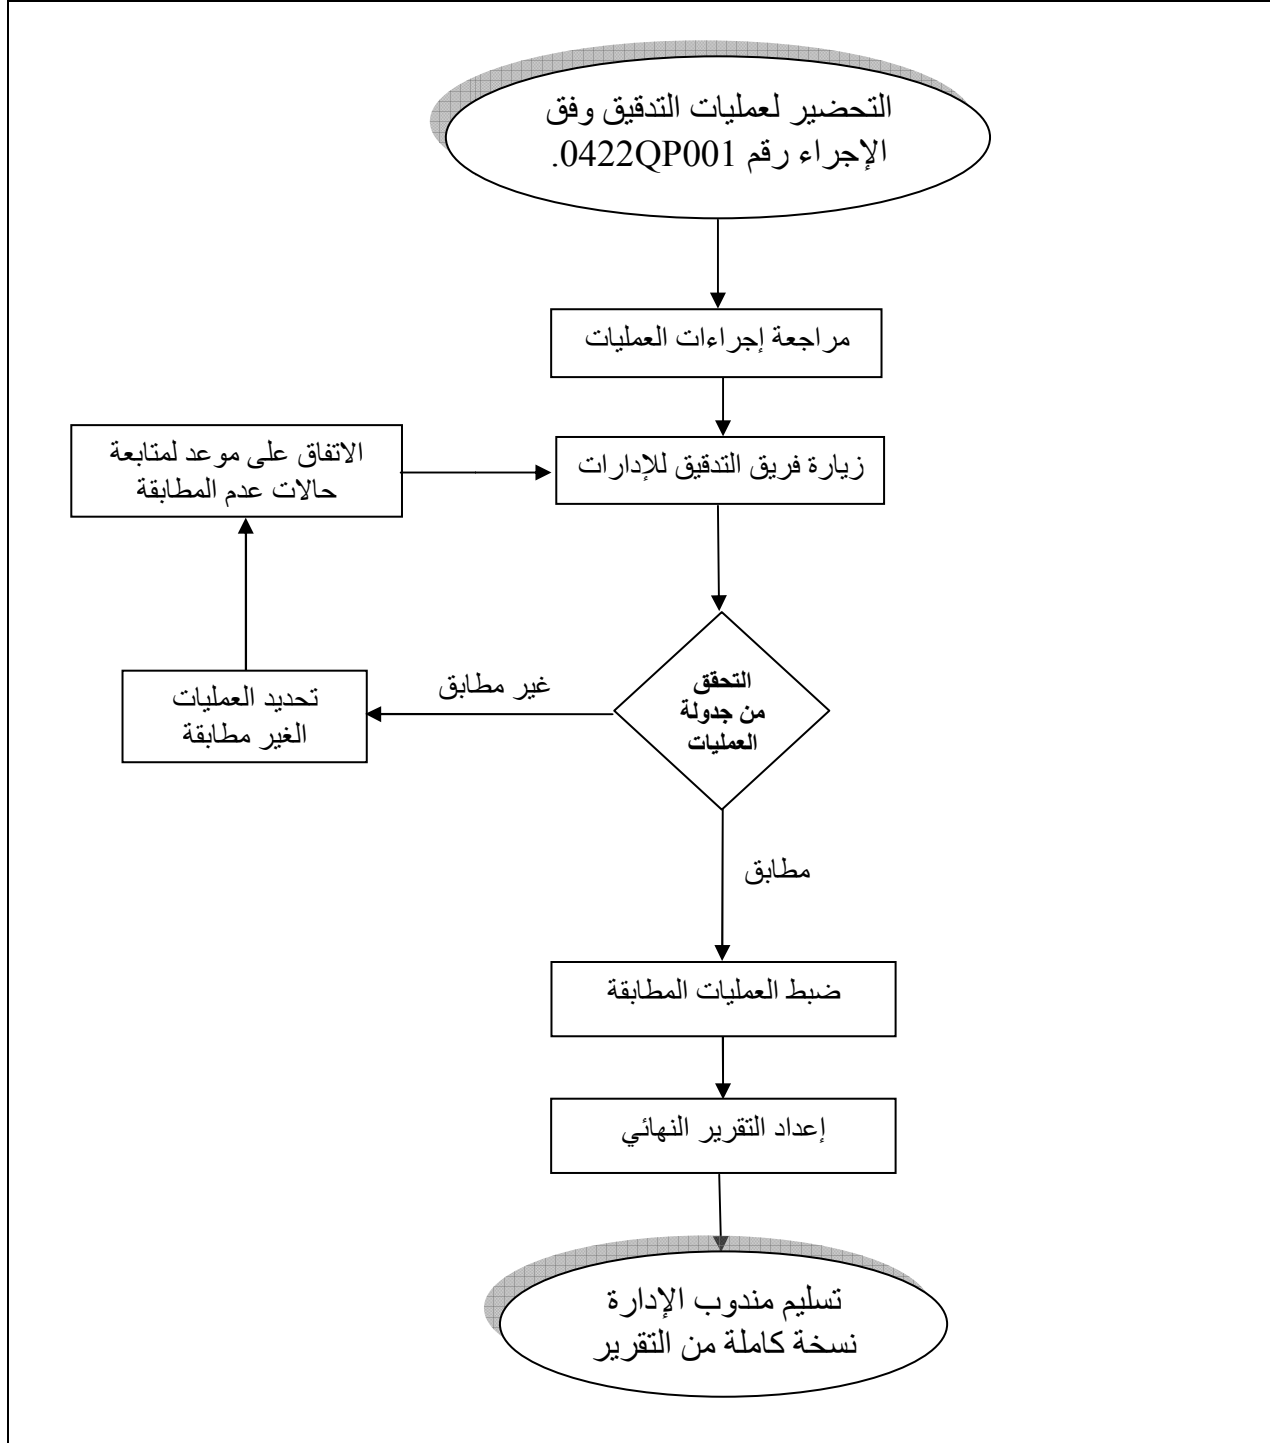 التحضير لعمليات التدقيق وفق
الإجراء رقم 0422QP001.
مراجعة إجراءات العمليات
زيارة فريق التدقيق للإدارات
الاتفاق على موعد لمتابعة
حالات عدم المطابقة
التحقق
من جدولة
العمليات
غير مطابق
تحديد العمليات
الغير مطابقة
مطابق
ضبط العمليات المطابقة
إعداد التقرير النهائي
تسليم مندوب الإدارة
نسخة كاملة من التقرير